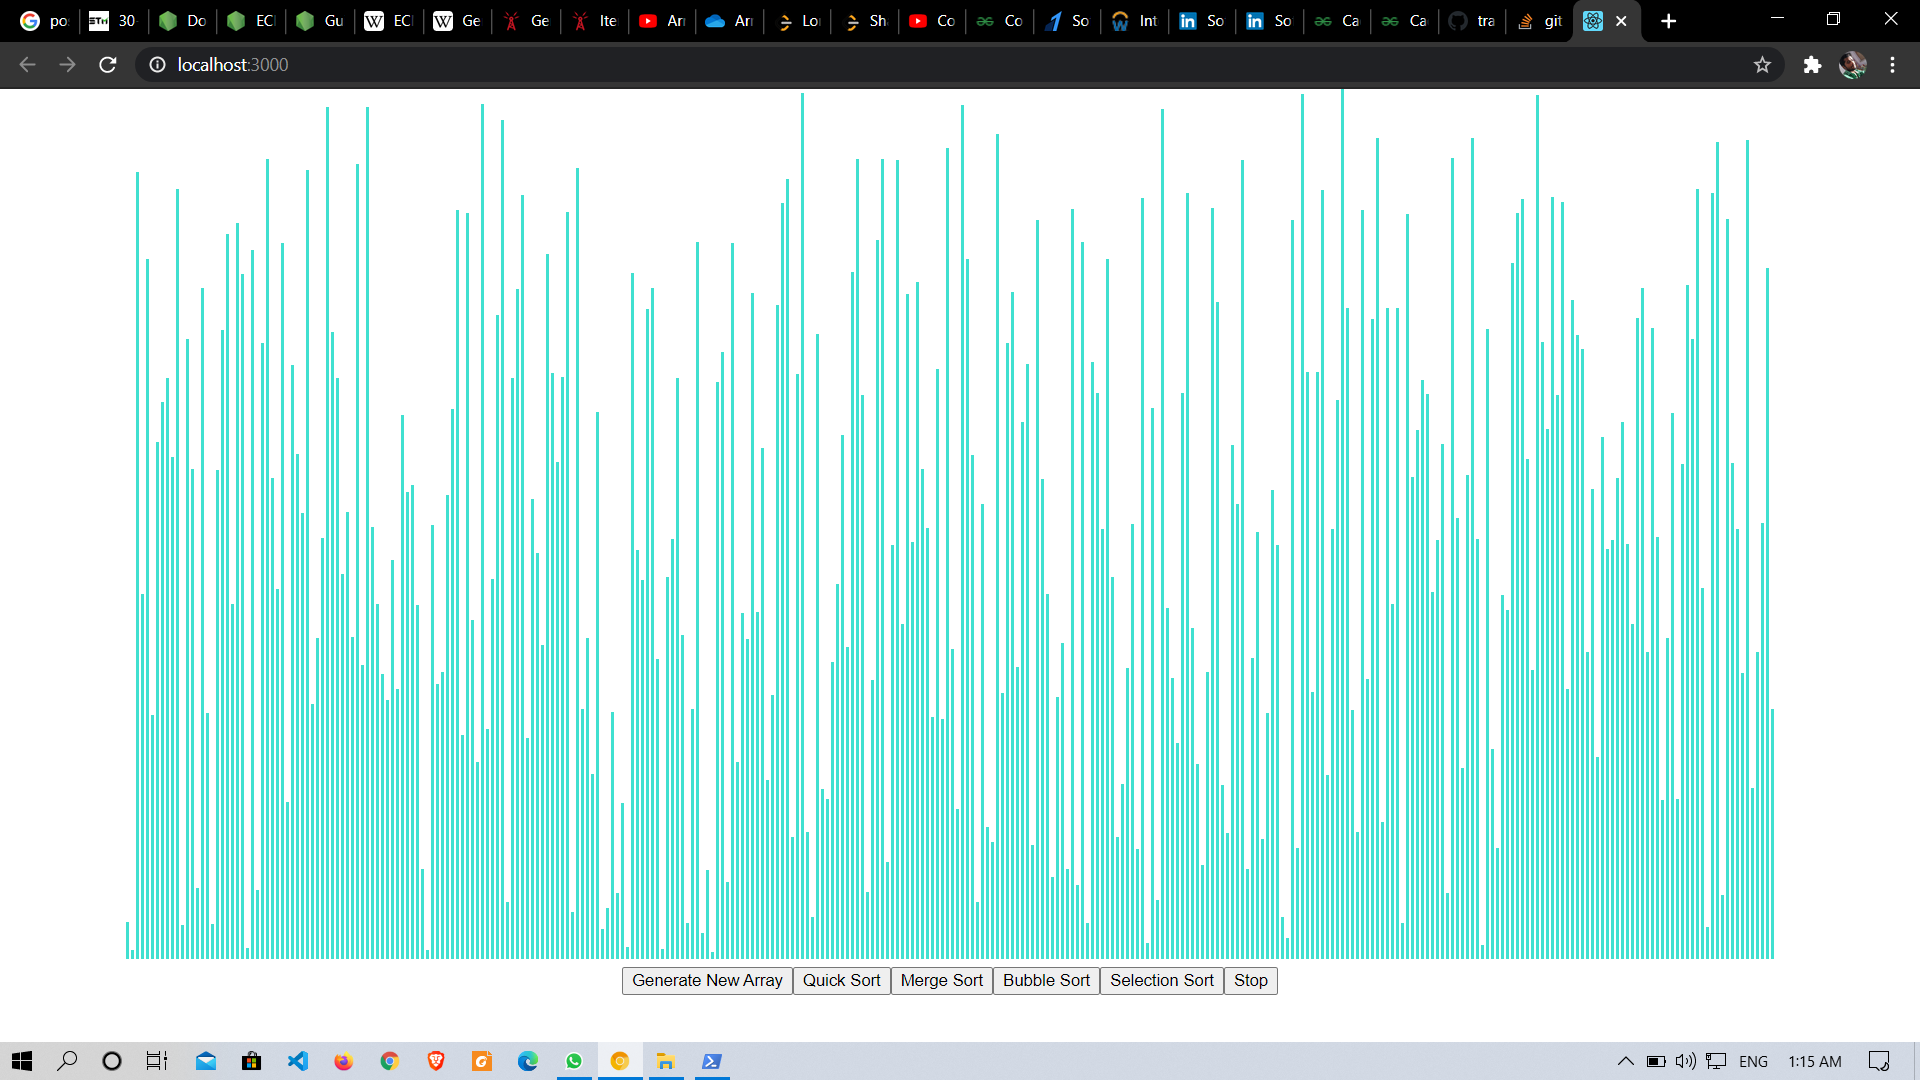 po 30- Do EC Gu EC Ge Ge Ite Arr Arr Lo Sh Co Co So Int So So Ca Ca tra git
localhost:3000
Generate New Array Quick Sort Merge Sort Bubble Sort Selection Sort Stop
ENG 1:15 AM